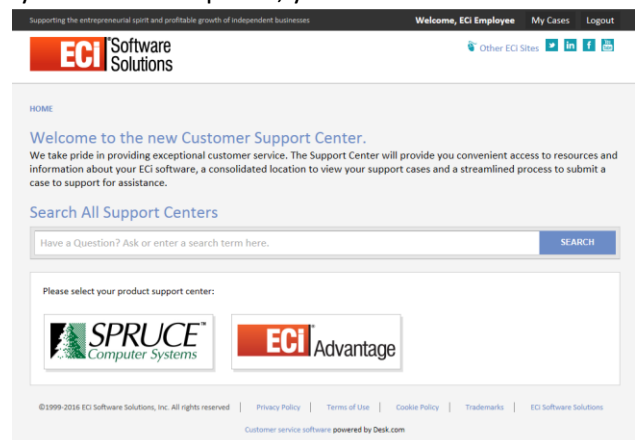 Supporting the entrepreneurial spirit and profitable growth of independent businesses
Welcome, ECi Employee My Cases Logout
ECi Software Solutions
Other ECi Sites
HOME
Welcome to the new Customer Support Center.
We take pride in providing exceptional customer service. The Support Center will provide you convenient access to resources and
information about your ECi software, a consolidated location to view your support cases and a streamlined process to submit a
case to support for assistance.
Search All Support Centers
Have a Question? Ask or enter a search term here.
SEARCH
Please select your product support center:
SPRUCE™
Computer Systems
ECi Advantage
©1999-2016 ECi Software Solutions, Inc. All rights reserved | Privacy Policy | Terms of Use | Cookie Policy | Trademarks | ECi Software Solutions
Customer service software powered by Desk.com